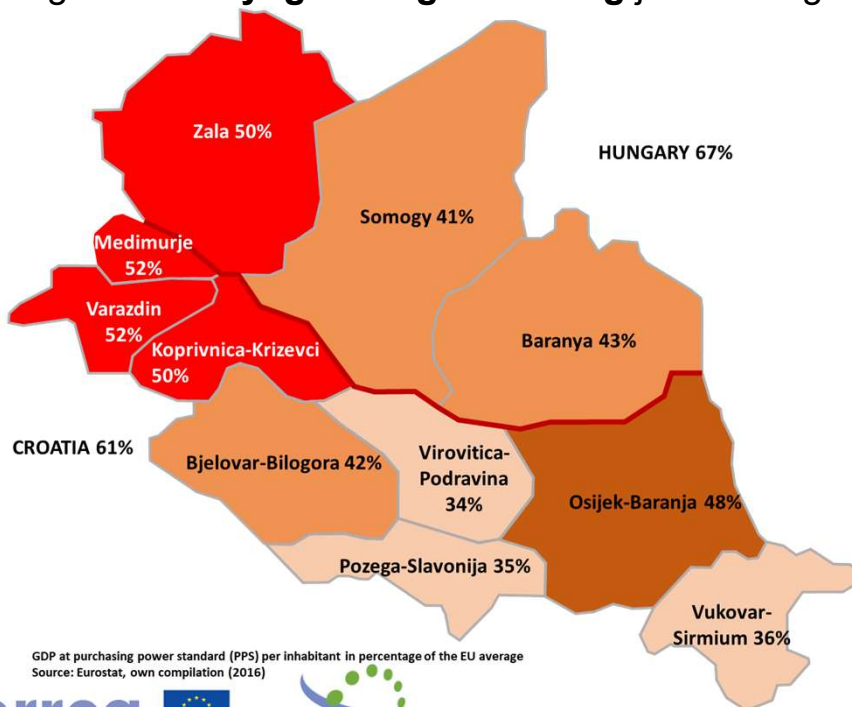 Zala 50%
HUNGARY 67%
Somogy 41%
Medimurje
52%
Varazdin
52%
Koprivnica-Krizevci
50%
Baranya 43%
CROATIA 61%
Bjelovar-Bilogora 42%
Virovitica-
Podravina
34%
Osijek-Baranja 48%
Pozega-Slavonija 35%
Vukovar-
Sirmium 36%
GDP at purchasing power standard (PPS) per inhabitant in percentage of the EU average
Source: Eurostat, own compilation (2016)